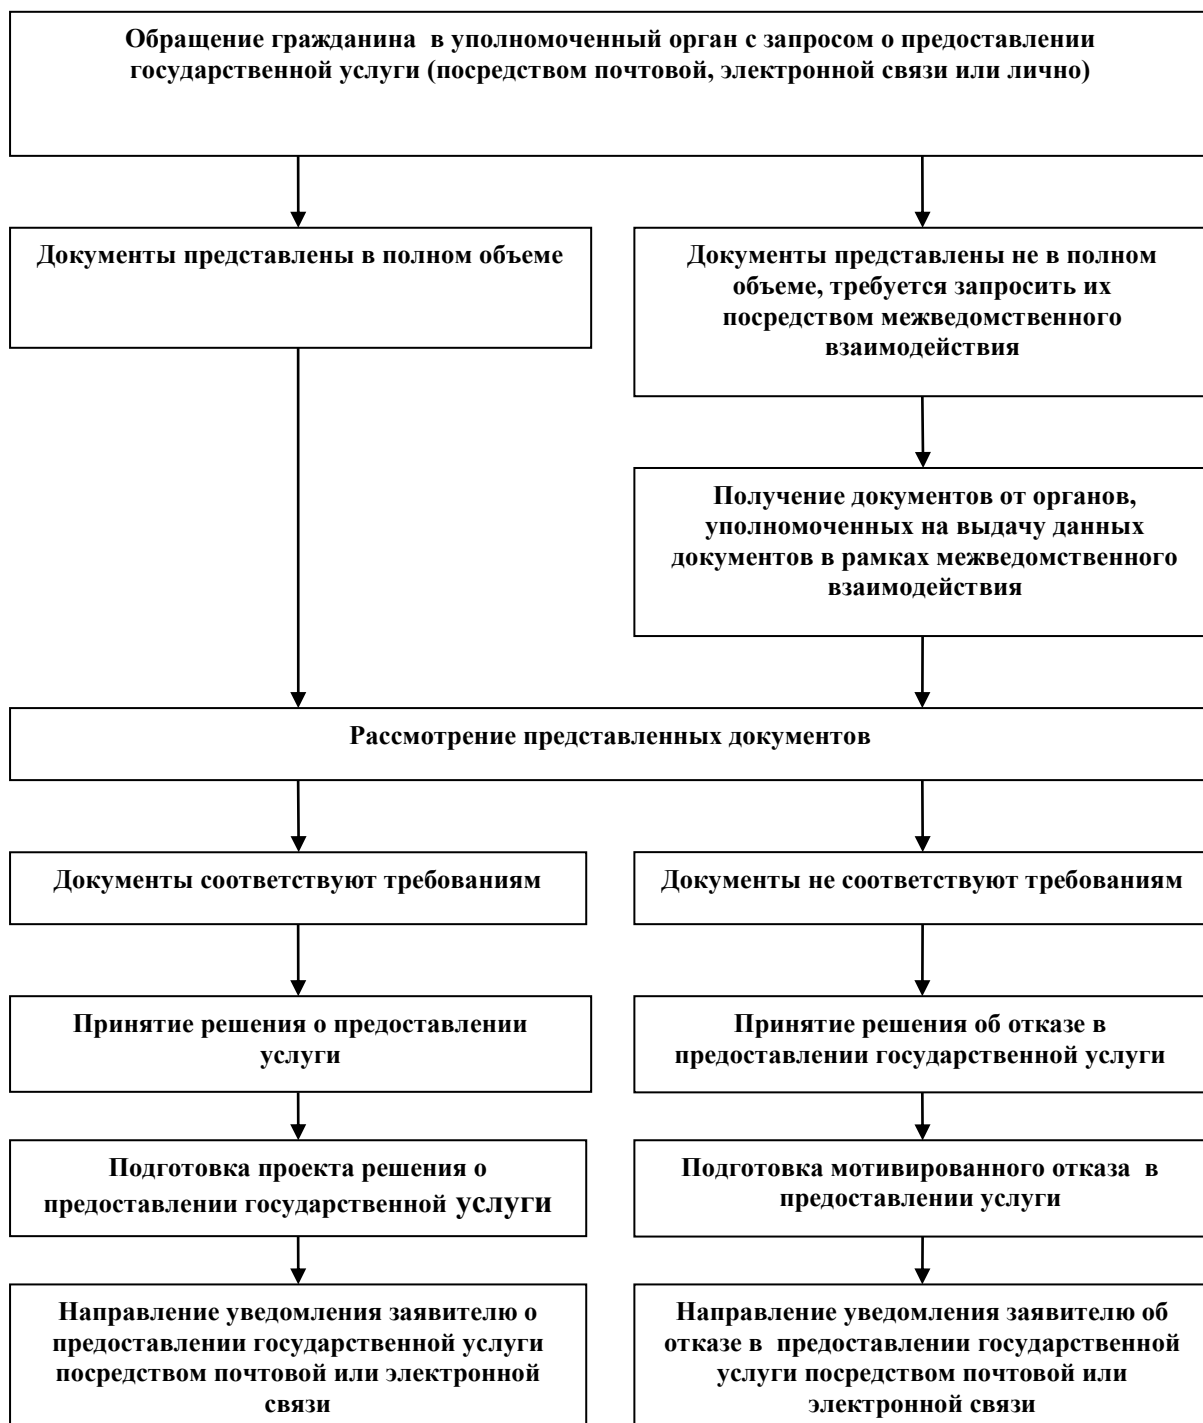 Обращение гражданина в уполномоченный орган с запросом о предоставлении
государственной услуги (посредством почтовой, электронной связи или лично)
Документы представлены в полном объеме
Документы представлены не в полном
объеме, требуется запросить их
посредством межведомственного
взаимодействия
Получение документов от органов,
уполномоченных на выдачу данных
документов в рамках межведомственного
взаимодействия
Рассмотрение представленных документов
Документы соответствуют требованиям
Документы не соответствуют требованиям
Принятие решения о предоставлении
услуги
Принятие решения об отказе в
предоставлении государственной услуги
Подготовка проекта решения о
предоставлении государственной услуги
Подготовка мотивированного отказа в
предоставлении услуги
Направление уведомления заявителю о
предоставлении государственной услуги
посредством почтовой или электронной
связи
Направление уведомления заявителю об
отказе в предоставлении государственной
услуги посредством почтовой или
электронной связи